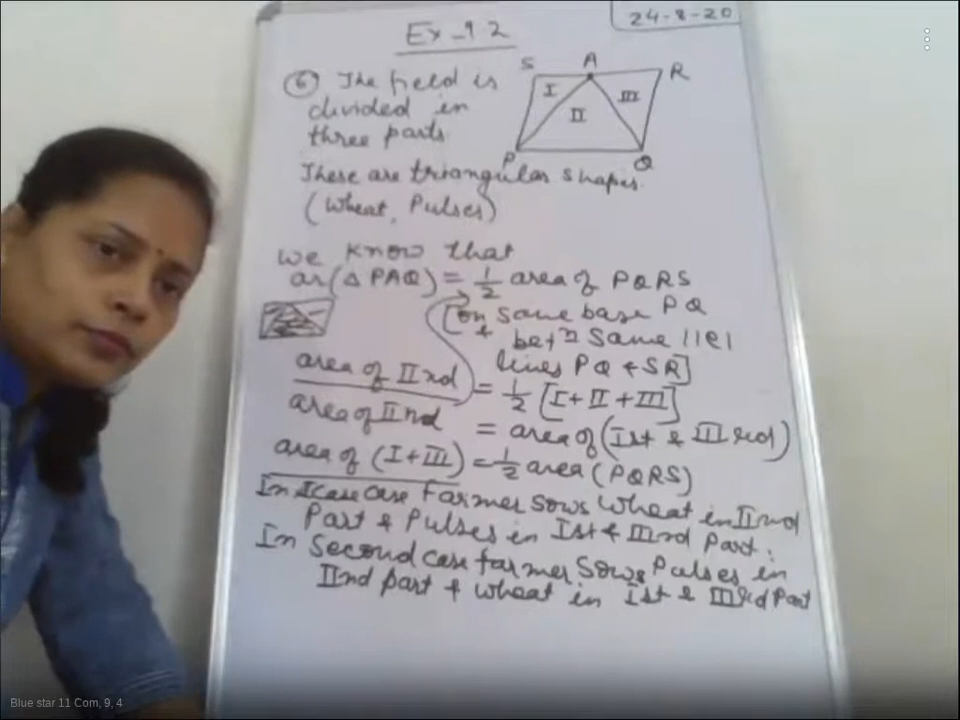 24-8-20
Ex-9.2
S A R
I II III
P Q
⑥ The field is
divided in
three parts.
These are triangular shapes.
(Wheat, Pulses)
we know that
ar(△PAQ) = 1/2 area of PQRS
[on same base PQ
& betn same ||el
lines PQ & SR]
area of IInd = 1/2 [I+II+III]
area of IInd = area of (Ist & IIIrd)
area of (I+III) = 1/2 area (PQRS)
In I case Farmer Sows wheat in IInd
Part & Pulses in Ist & IIIrd Part.
In Second case farmer Sows Pulses in
IInd part & wheat in Ist & IIIrd Part
Blue star 11 Com, 9, 4